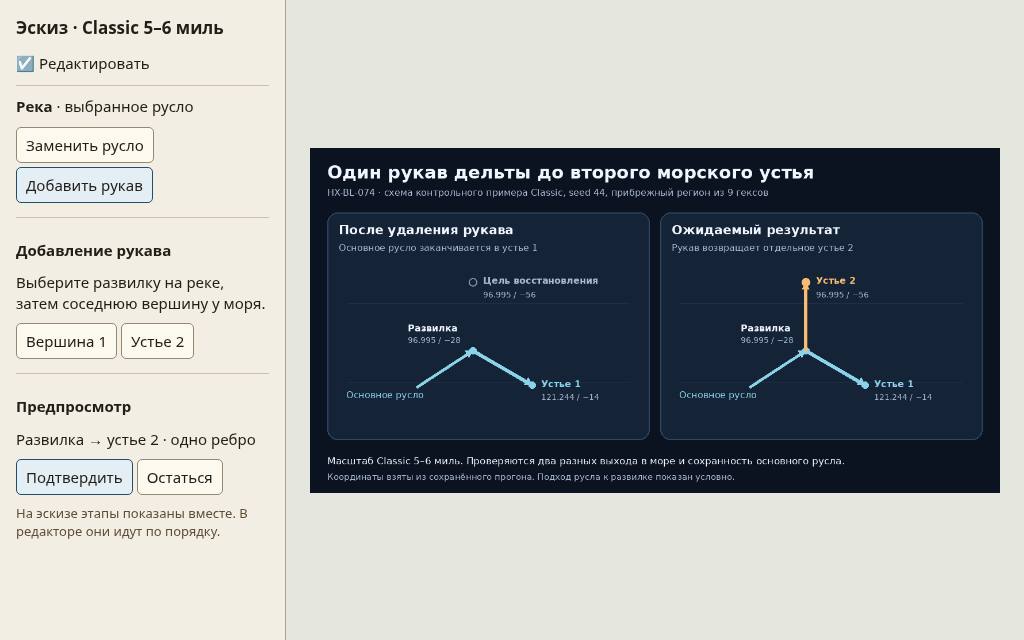 Эскиз · Classic 5–6 миль
☑ Редактировать
Река · выбранное русло
Заменить русло
Добавить рукав
Добавление рукава
Выберите развилку на реке,
затем соседнюю вершину у моря.
Вершина 1
Устье 2
Предпросмотр
Развилка → устье 2 · одно ребро
Подтвердить
Остаться
На эскизе этапы показаны вместе. В
редакторе они идут по порядку.
Один рукав дельты до второго морского устья
HX-BL-074 · схема контрольного примера Classic, seed 44, прибрежный регион из 9 гексов
После удаления рукава
Основное русло заканчивается в устье 1
Цель восстановления
96.995 / −56
Развилка
96.995 / −28
Основное русло
Устье 1
121.244 / −14
Ожидаемый результат
Рукав возвращает отдельное устье 2
Устье 2
96.995 / −56
Развилка
96.995 / −28
Основное русло
Устье 1
121.244 / −14
Масштаб Classic 5–6 миль. Проверяются два разных выхода в море и сохранность основного русла.
Координаты взяты из сохранённого прогона. Подход русла к развилке показан условно.